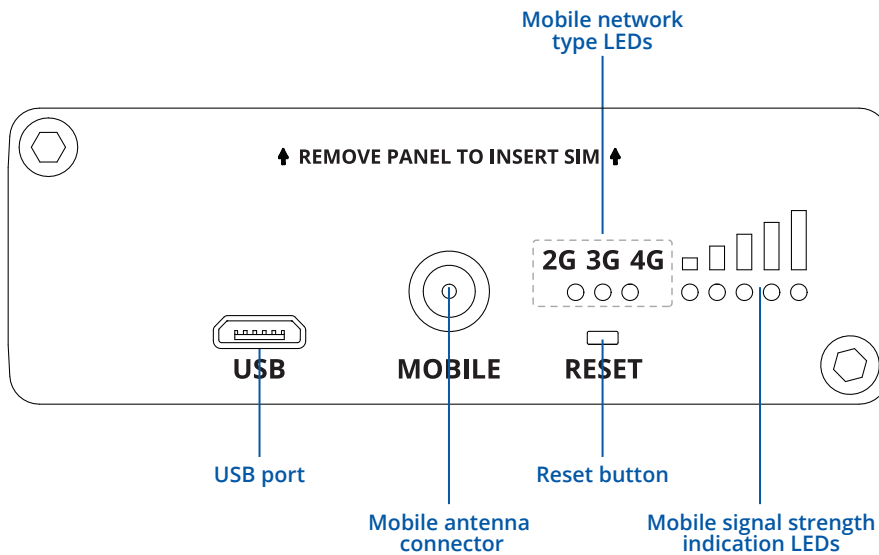 Mobile network
type LEDs
REMOVE PANEL TO INSERT SIM
2G 3G 4G
USB
MOBILE
RESET
USB port
Reset button
Mobile antenna
connector
Mobile signal strength
indication LEDs